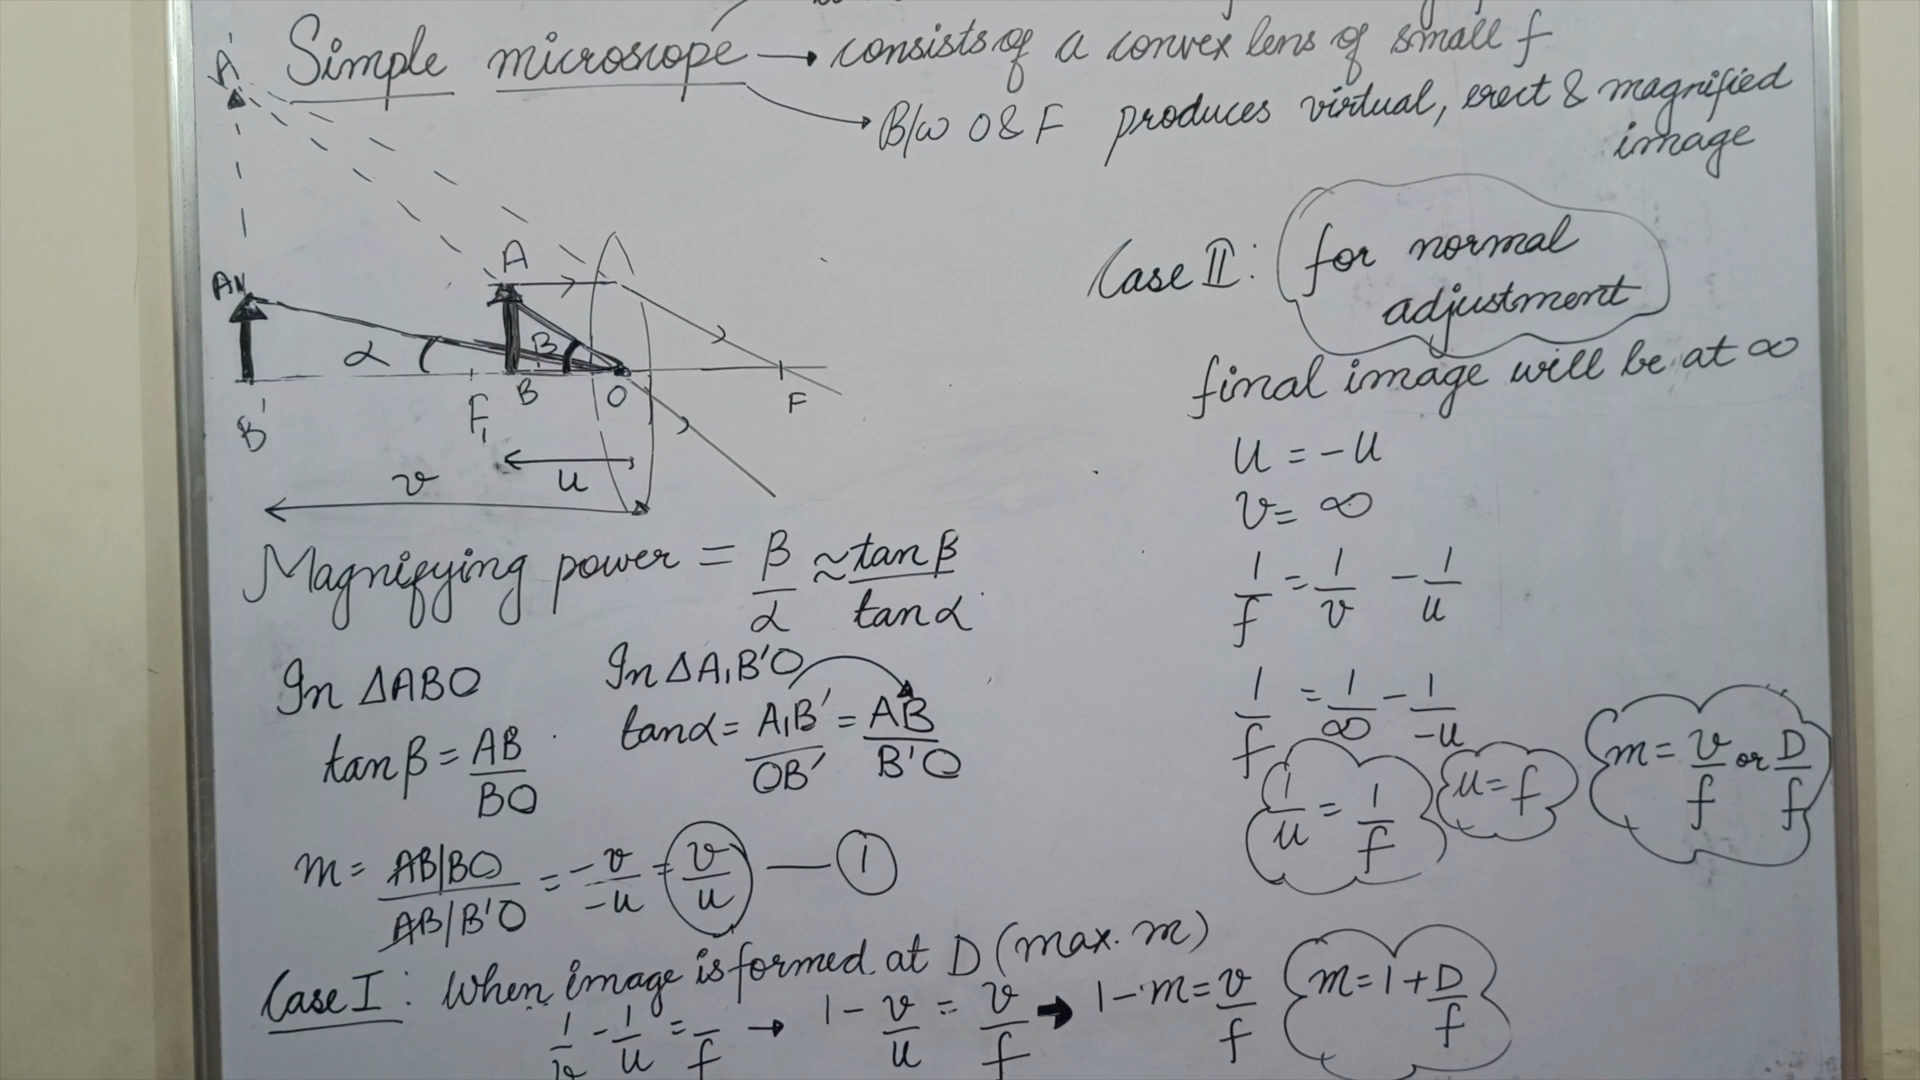 Simple microscope → consists of a convex lens of small f
→ B/w O & F produces virtual, erect & magnified
image
A'
A
A₁
α
β
B'
F₁
B
O
F
v
u
Magnifying power = β/α ≈ tanβ/tanα
In ΔABO
tanβ = AB/BO
In ΔA₁B'O
tanα = A₁B'/OB' = AB/B'O
m = AB/BO / AB/B'O = -v/-u = v/u — ①
Case I : When image is formed at D (max. m)
1/v - 1/u = 1/f → 1 - v/u = v/f → 1 - m = v/f
m = 1 + D/f
Case II : for normal
adjustment
final image will be at ∞
u = -u
v = ∞
1/f = 1/v - 1/u
1/f = 1/∞ - 1/-u
1/u = 1/f
u = f
m = v/f or D/f